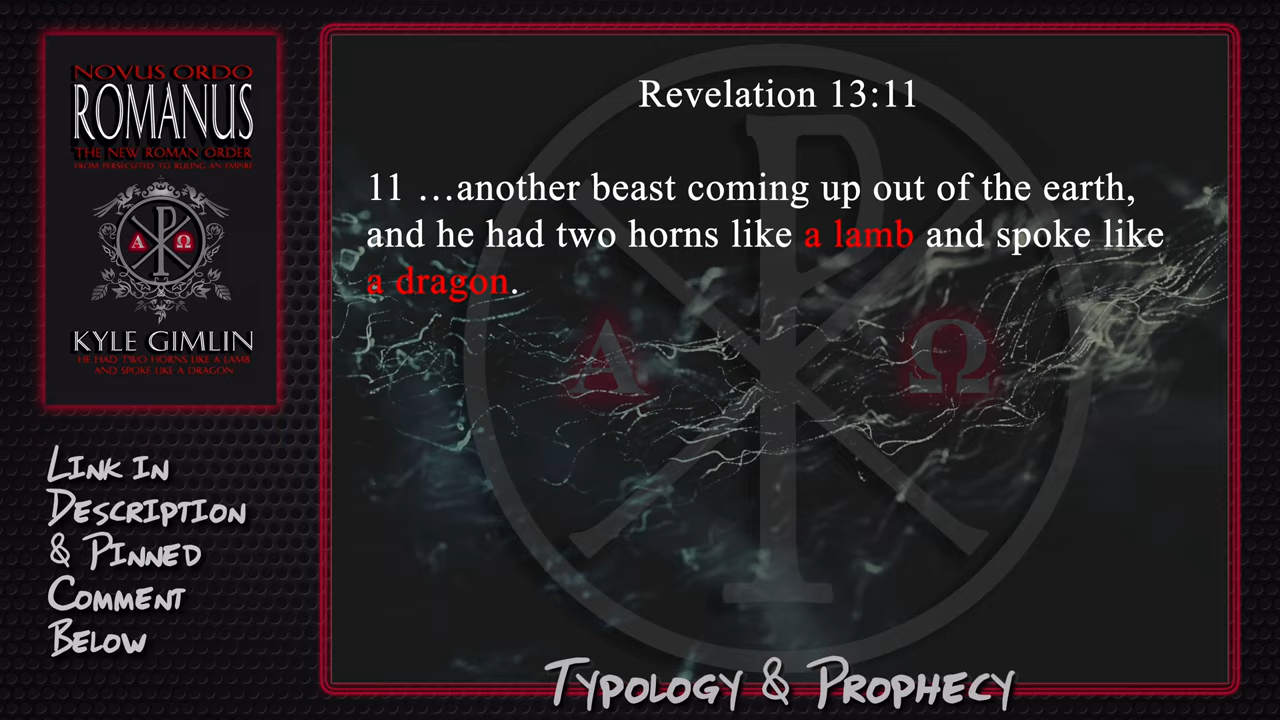 NOVUS ORDO
ROMANUS
THE NEW ROMAN ORDER
FROM PERSECUTED TO RULING AN EMPIRE
Α Ω
KYLE GIMLIN
HE HAD TWO HORNS LIKE A LAMB
AND SPOKE LIKE A DRAGON
LINK IN
DESCRIPTION
& PINNED
COMMENT
BELOW
Revelation 13:11
11 …another beast coming up out of the earth,
and he had two horns like a lamb and spoke like
a dragon.
Α Ω
TYPOLOGY & PROPHECY